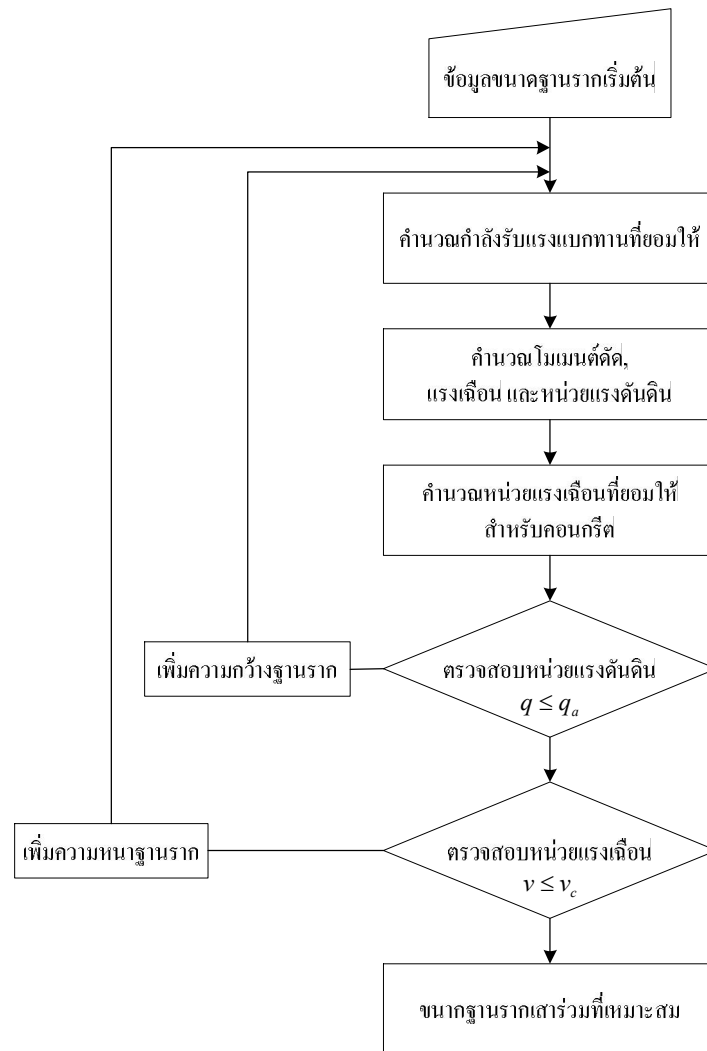 ข้อมูลขนาดฐานรากเริ่มต้น
คำนวณกำลังรับแรงแบกทานที่ยอมให้
คำนวณโมเมนต์ดัด,
แรงเฉือน และหน่วยแรงดันดิน
คำนวณหน่วยแรงเฉือนที่ยอมให้
สำหรับคอนกรีต
เพิ่มความกว้างฐานราก
ตรวจสอบหน่วยแรงดันดิน
q ≤ qₐ
เพิ่มความหนาฐานราก
ตรวจสอบหน่วยแรงเฉือน
v ≤ v_c
ขนากฐานรากเสาร่วมที่เหมาะสม